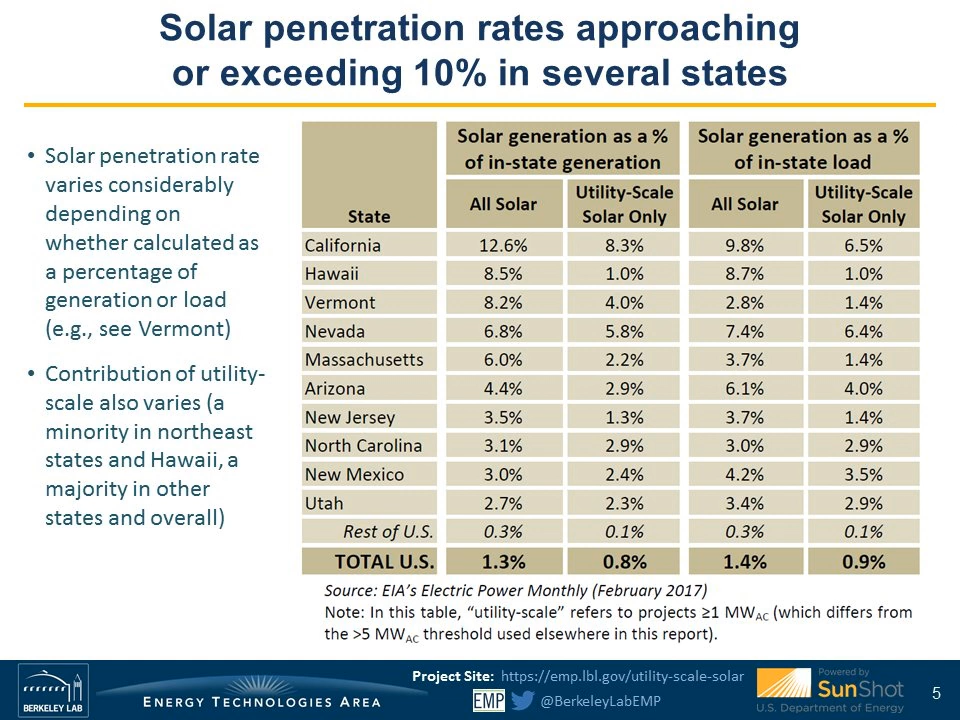 Solar penetration rates approaching
or exceeding 10% in several states
• Solar penetration rate
varies considerably
depending on
whether calculated as
a percentage of
generation or load
(e.g., see Vermont)
• Contribution of utility-
scale also varies (a
minority in northeast
states and Hawaii, a
majority in other
states and overall)
State
Solar generation as a %
of in-state generation
Solar generation as a %
of in-state load
All Solar
Utility-Scale
Solar Only
All Solar
Utility-Scale
Solar Only
California 12.6% 8.3% 9.8% 6.5%
Hawaii 8.5% 1.0% 8.7% 1.0%
Vermont 8.2% 4.0% 2.8% 1.4%
Nevada 6.8% 5.8% 7.4% 6.4%
Massachusetts 6.0% 2.2% 3.7% 1.4%
Arizona 4.4% 2.9% 6.1% 4.0%
New Jersey 3.5% 1.3% 3.7% 1.4%
North Carolina 3.1% 2.9% 3.0% 2.9%
New Mexico 3.0% 2.4% 4.2% 3.5%
Utah 2.7% 2.3% 3.4% 2.9%
Rest of U.S. 0.3% 0.1% 0.3% 0.1%
TOTAL U.S. 1.3% 0.8% 1.4% 0.9%
Source: EIA's Electric Power Monthly (February 2017)
Note: In this table, "utility-scale" refers to projects ≥1 MWAC (which differs from
the >5 MWAC threshold used elsewhere in this report).
BERKELEY LAB
ENERGY TECHNOLOGIES AREA
Project Site: https://emp.lbl.gov/utility-scale-solar
EMP @BerkeleyLabEMP
Powered by
SunShot
U.S. Department of Energy
5